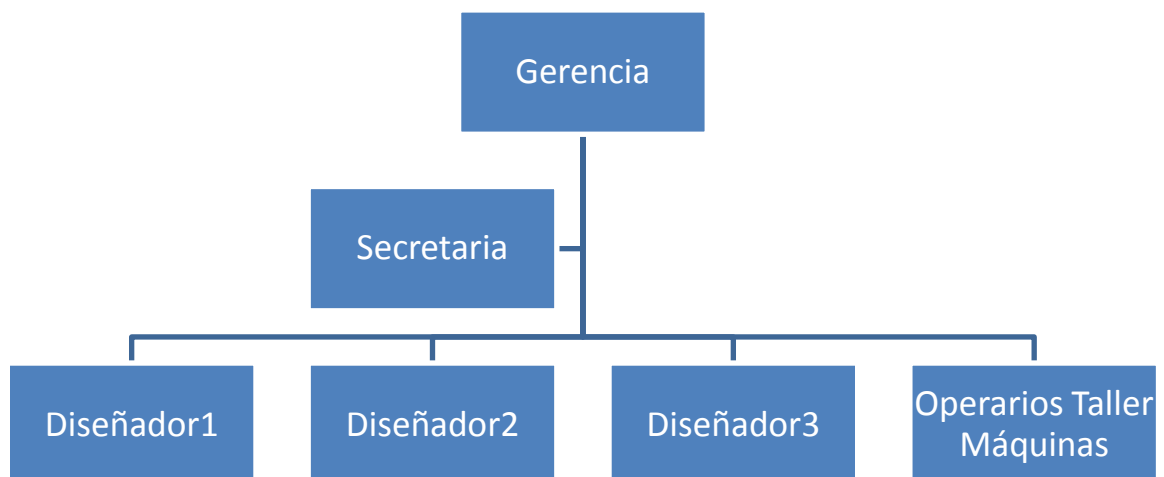 Gerencia
Secretaria
Diseñador1
Diseñador2
Diseñador3
Operarios Taller
Máquinas